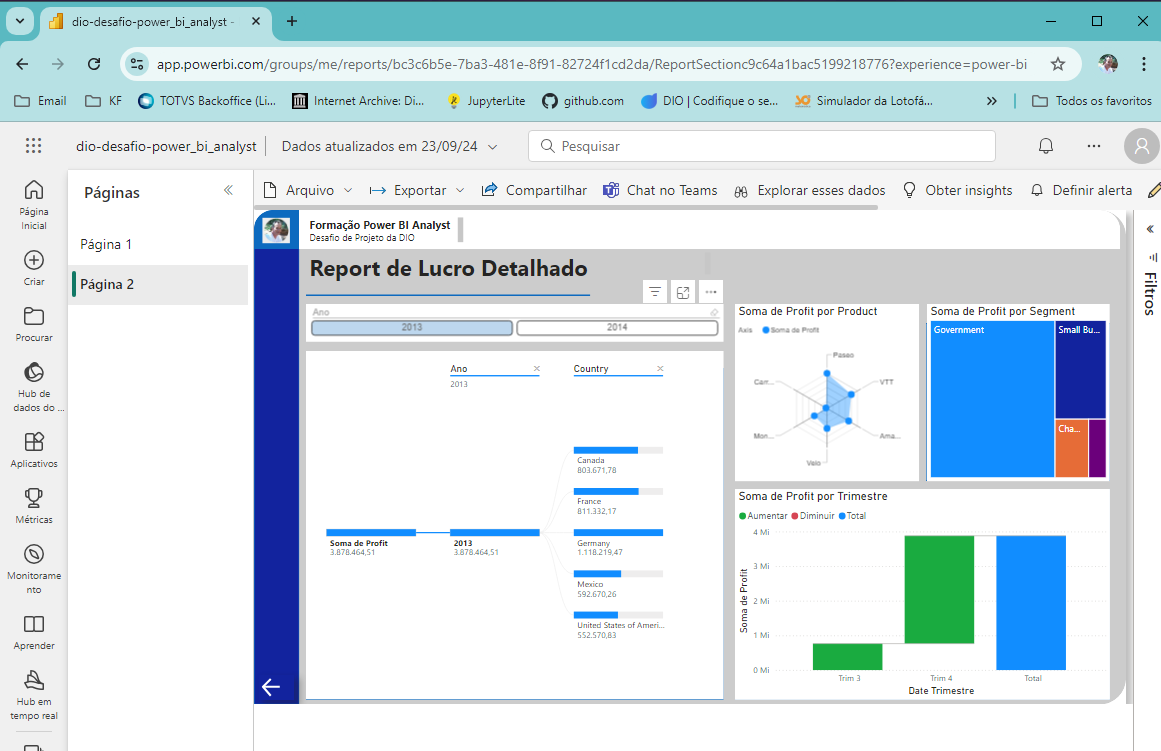 dio-desafio-power_bi_analyst -
app.powerbi.com/groups/me/reports/bc3c6b5e-7ba3-481e-8f91-82724f1cd2da/ReportSectionc9c64a1bac5199218776?experience=power-bi
Email KF TOTVS Backoffice (Li... Internet Archive: Di... JupyterLite github.com DIO | Codifique o se... Simulador da Lotofá... Todos os favoritos
dio-desafio-power_bi_analyst Dados atualizados em 23/09/24 Pesquisar
Página Inicial
Criar
Procurar
Hub de dados do ...
Aplicativos
Métricas
Monitoramento
Aprender
Hub em tempo real
Páginas
Página 1
Página 2
Arquivo Exportar Compartilhar Chat no Teams Explorar esses dados Obter insights Definir alerta
Formação Power BI Analyst
Desafio de Projeto da DIO
Report de Lucro Detalhado
Ano
2013 2014
Ano Country
2013
Soma de Profit
3.878.464,51
2013
3.878.464,51
Canada
803.671,78
France
811.332,17
Germany
1.118.219,47
Mexico
592.670,26
United States of Ameri...
552.570,83
Soma de Profit por Product
Axis Soma de Profit
Paseo
VTT
Ama...
Velo
Mon...
Carr...
Soma de Profit por Segment
Government
Small Bu...
Cha...
Soma de Profit por Trimestre
Aumentar Diminuir Total
Soma de Profit
4 Mi
3 Mi
2 Mi
1 Mi
0 Mi
Trim 3 Trim 4 Total
Date Trimestre
Filtros